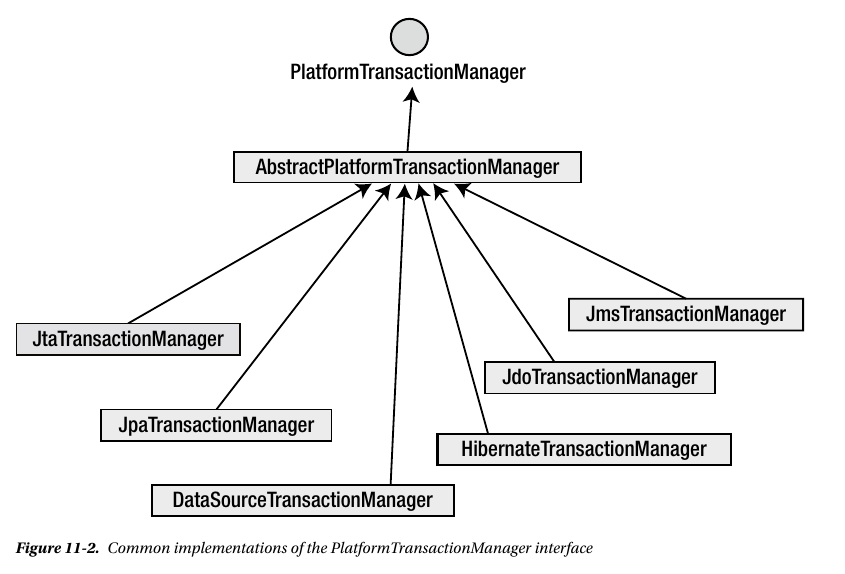 PlatformTransactionManager
AbstractPlatformTransactionManager
JmsTransactionManager
JtaTransactionManager
JdoTransactionManager
JpaTransactionManager
HibernateTransactionManager
DataSourceTransactionManager
Figure 11-2. Common implementations of the PlatformTransactionManager interface